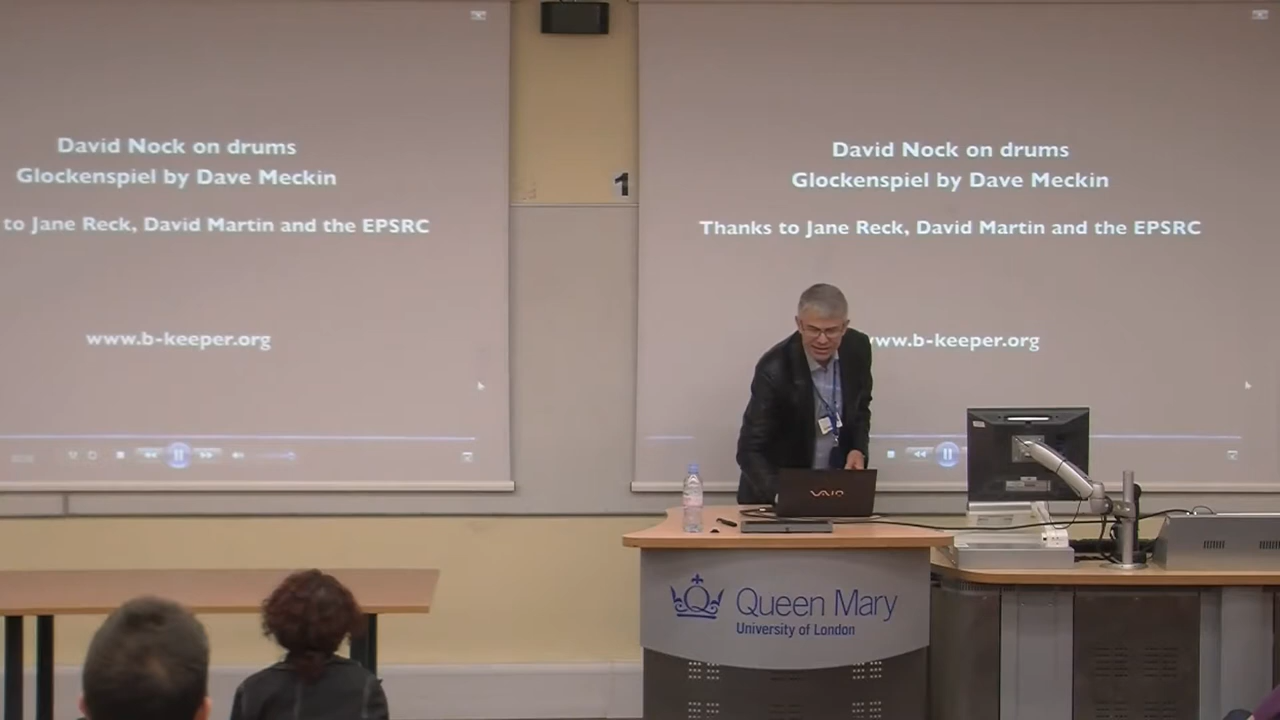 David Nock on drums
Glockenspiel by Dave Meckin
to Jane Reck, David Martin and the EPSRC
www.b-keeper.org
1
David Nock on drums
Glockenspiel by Dave Meckin
Thanks to Jane Reck, David Martin and the EPSRC
www.b-keeper.org
VAIO
Queen Mary
University of London